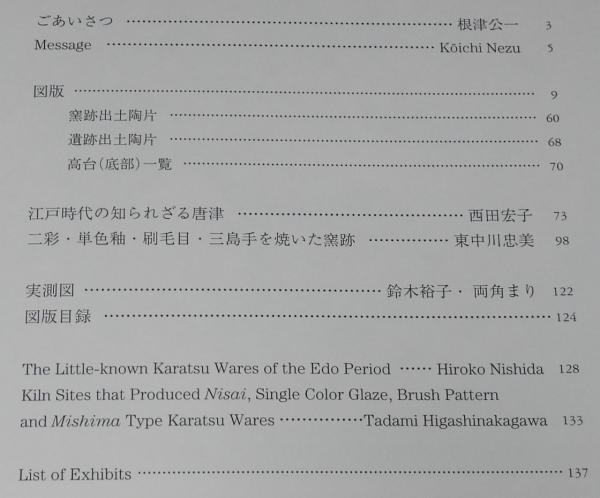 ごあいさつ …… 根津公一 3
Message …… Kōichi Nezu 5
図版 …… 9
窯跡出土陶片 …… 60
遺跡出土陶片 …… 68
高台(底部)一覧 …… 70
江戸時代の知られざる唐津 …… 西田宏子 73
二彩・単色釉・刷毛目・三島手を焼いた窯跡 …… 東中川忠美 98
実測図 …… 鈴木裕子・両角まり 122
図版目録 …… 124
The Little-known Karatsu Wares of the Edo Period …… Hiroko Nishida 128
Kiln Sites that Produced Nisai, Single Color Glaze, Brush Pattern
and Mishima Type Karatsu Wares …… Tadami Higashinakagawa 133
List of Exhibits …… 137